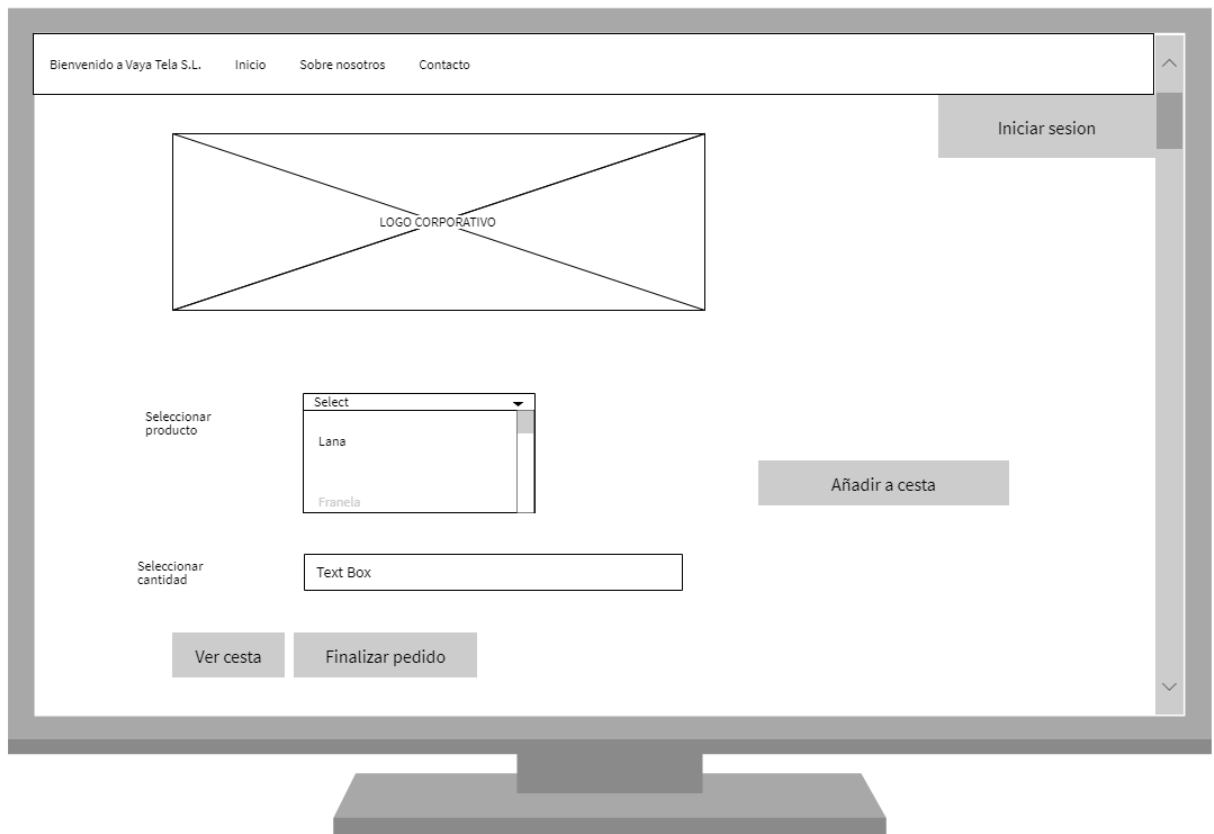 Bienvenido a Vaya Tela S.L. Inicio Sobre nosotros Contacto
Iniciar sesion
LOGO CORPORATIVO
Select
Seleccionar
producto
Lana
Franela
Añadir a cesta
Seleccionar
cantidad
Text Box
Ver cesta
Finalizar pedido